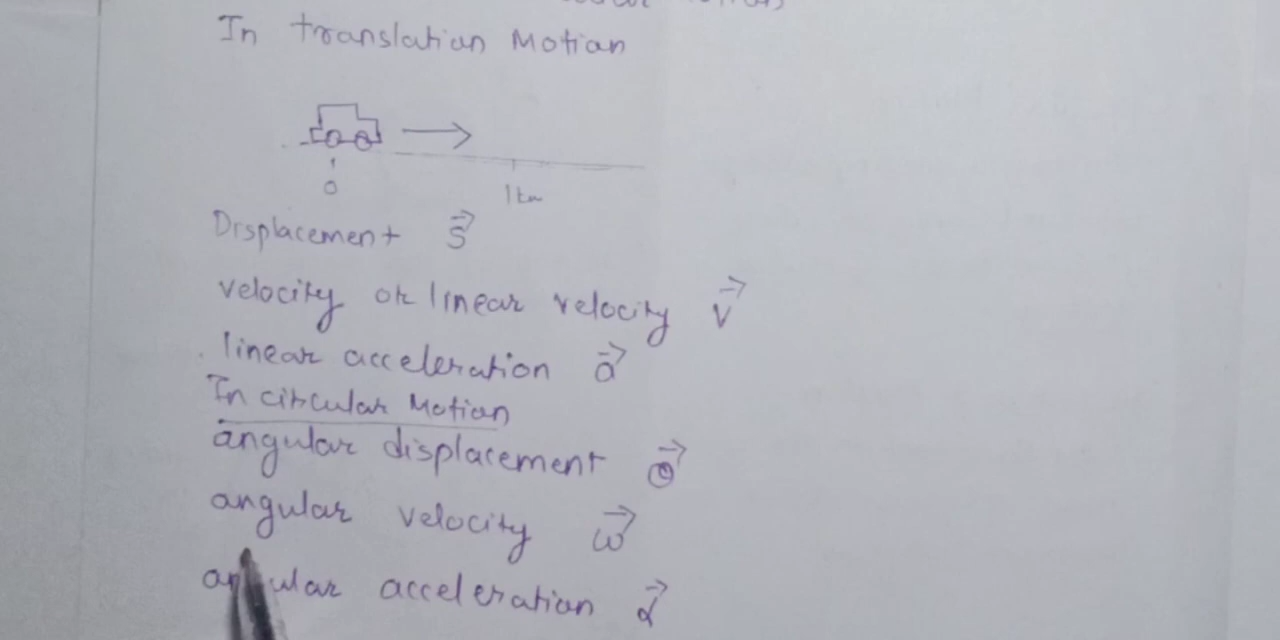 In translation Motion
0
1km
Displacement S⃗
velocity or linear velocity V⃗
linear acceleration a⃗
In circular Motion
angular displacement θ⃗
angular velocity ω⃗
angular acceleration α⃗